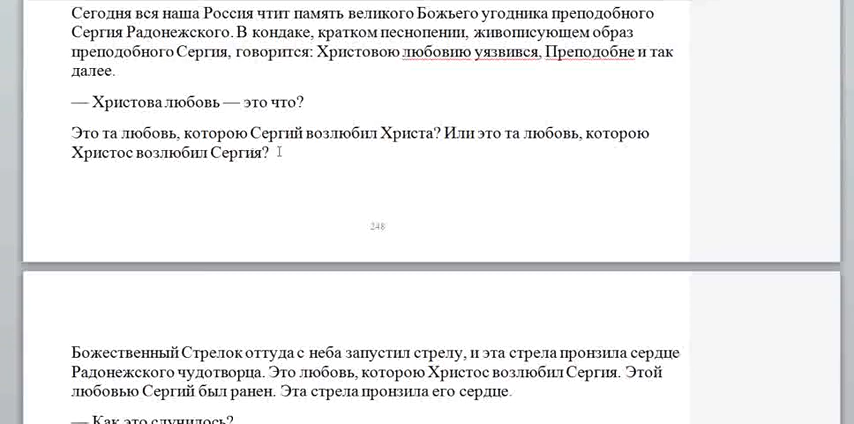 Сегодня вся наша Россия чтит память великого Божьего угодника преподобного
Сергия Радонежского. В кондаке, кратком песнопении, живописующем образ
преподобного Сергия, говорится: Христовою любовию уязвився, Преподобне и так
далее.
— Христова любовь — это что?
Это та любовь, которою Сергий возлюбил Христа? Или это та любовь, которою
Христос возлюбил Сергия?
248
Божественный Стрелок оттуда с неба запустил стрелу, и эта стрела пронзила сердце
Радонежского чудотворца. Это любовь, которою Христос возлюбил Сергия. Этой
любовью Сергий был ранен. Эта стрела пронзила его сердце.
— Как это случилось?